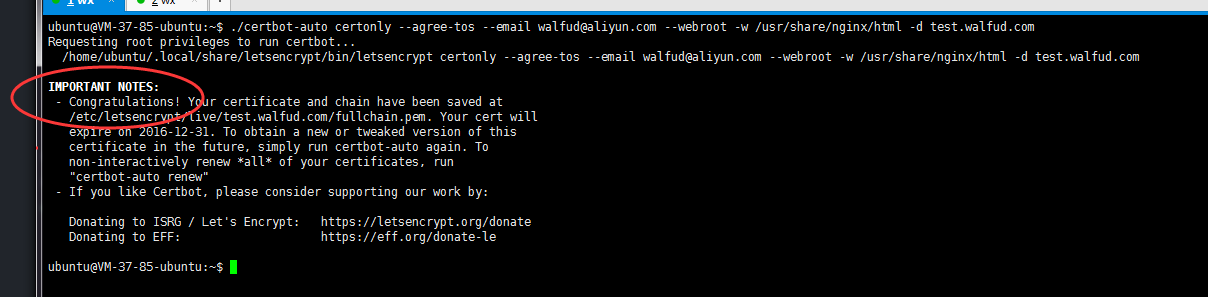 1 wx × 2 wx × +
ubuntu@VM-37-85-ubuntu:~$ ./certbot-auto certonly --agree-tos --email walfud@aliyun.com --webroot -w /usr/share/nginx/html -d test.walfud.com
Requesting root privileges to run certbot...
  /home/ubuntu/.local/share/letsencrypt/bin/letsencrypt certonly --agree-tos --email walfud@aliyun.com --webroot -w /usr/share/nginx/html -d test.walfud.com
IMPORTANT NOTES:
 - Congratulations! Your certificate and chain have been saved at
   /etc/letsencrypt/live/test.walfud.com/fullchain.pem. Your cert will
   expire on 2016-12-31. To obtain a new or tweaked version of this
   certificate in the future, simply run certbot-auto again. To
   non-interactively renew *all* of your certificates, run
   "certbot-auto renew"
 - If you like Certbot, please consider supporting our work by:
   Donating to ISRG / Let's Encrypt:   https://letsencrypt.org/donate
   Donating to EFF:                    https://eff.org/donate-le
ubuntu@VM-37-85-ubuntu:~$